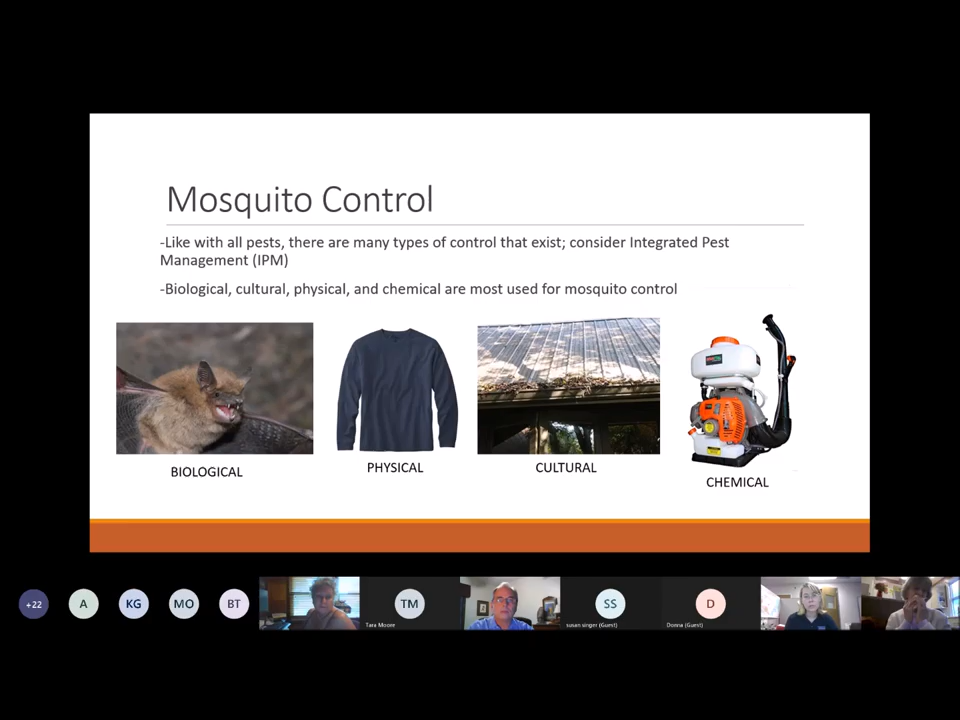 Mosquito Control
-Like with all pests, there are many types of control that exist; consider Integrated Pest
Management (IPM)
-Biological, cultural, physical, and chemical are most used for mosquito control
BIOLOGICAL
PHYSICAL
CULTURAL
CHEMICAL
+22
A
KG
MO
BT
TM
SS
D
Tara Moore
susan singer (Guest)
Donna (Guest)